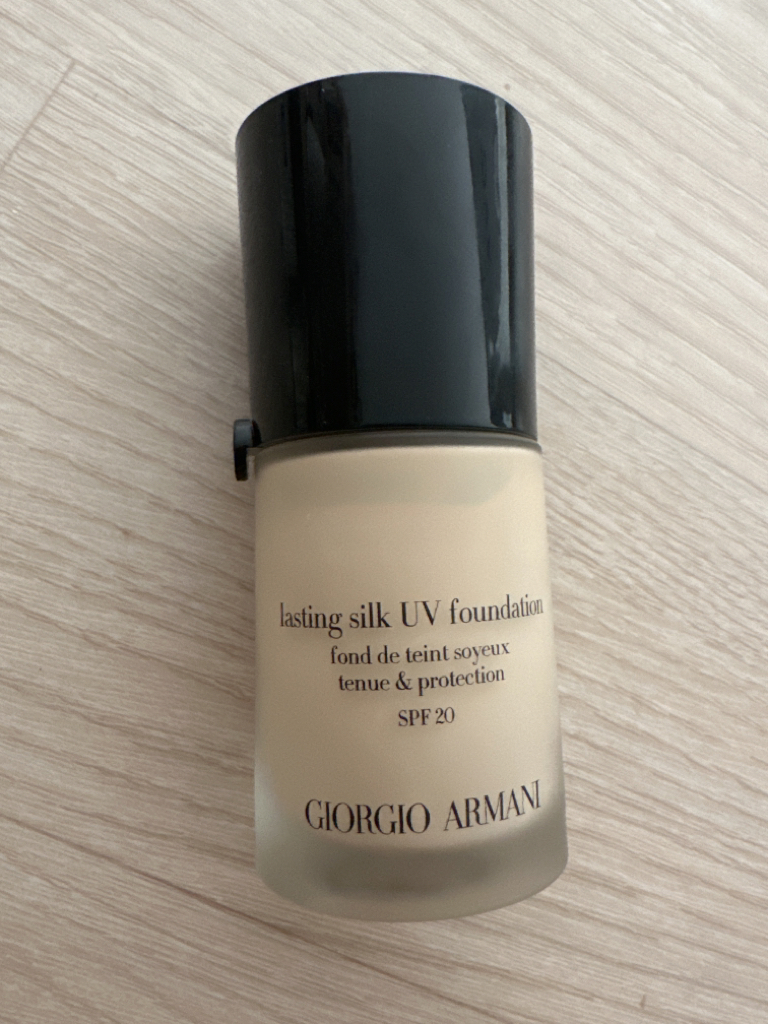 lasting silk UV foundation
fond de teint soyeux
tenue & protection
SPF 20
GIORGIO ARMANI